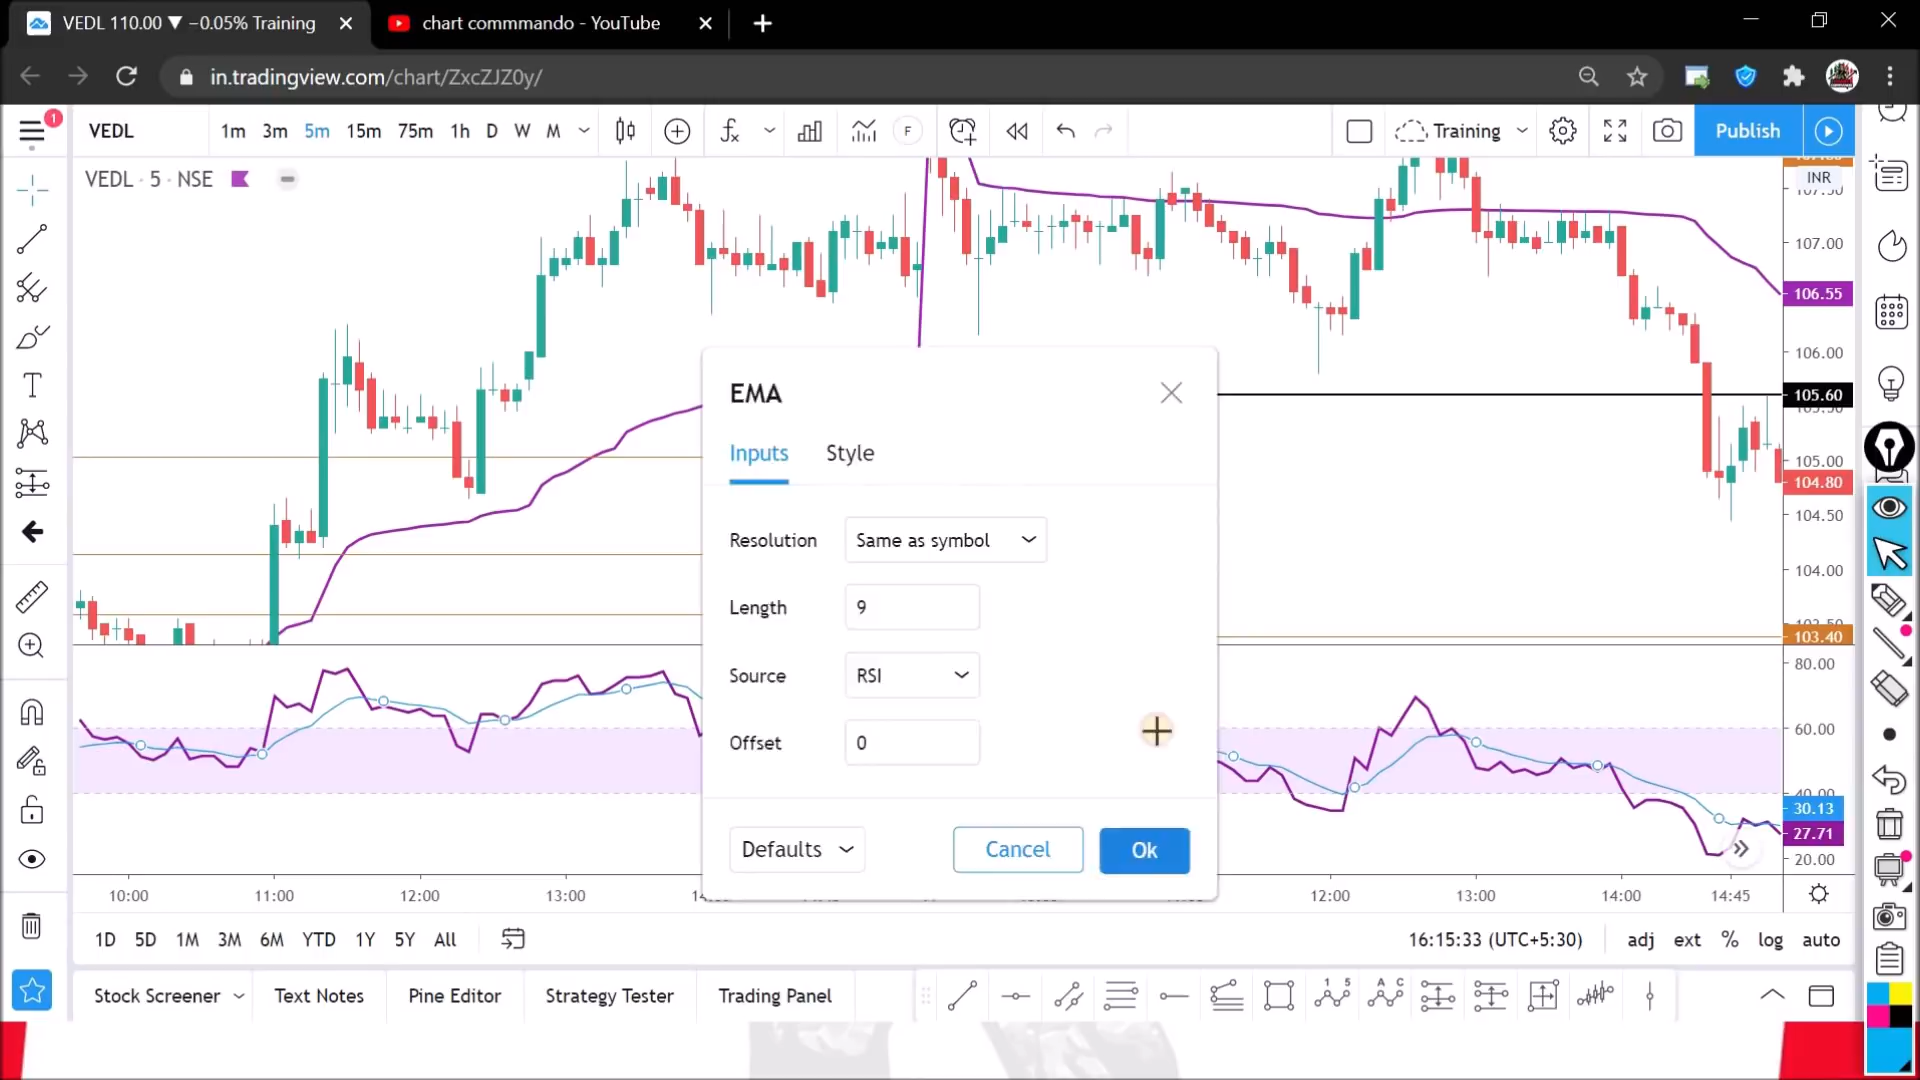 VEDL 110.00 ▼ −0.05% Training
chart commmando - YouTube
in.tradingview.com/chart/ZxcZJZ0y/
1
VEDL
1m 3m 5m 15m 75m 1h D W M
F
Training
Publish
VEDL · 5 · NSE
INR
107.00
106.55
106.00
105.60
105.00
104.80
104.50
104.00
103.40
EMA
Inputs
Style
Resolution
Same as symbol
Length
9
Source
RSI
Offset
0
Defaults
Cancel
Ok
80.00
60.00
40.00
30.13
27.71
20.00
10:00
11:00
12:00
13:00
12:00
13:00
14:00
14:45
1D 5D 1M 3M 6M YTD 1Y 5Y All
16:15:33 (UTC+5:30)
adj ext % log auto
Stock Screener
Text Notes
Pine Editor
Strategy Tester
Trading Panel